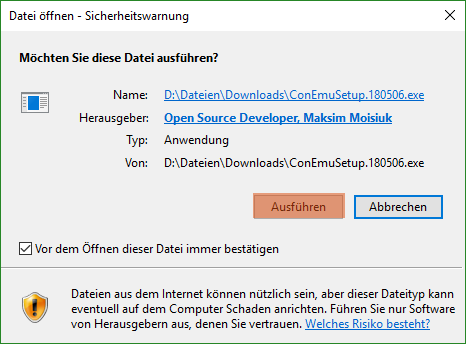 Datei öffnen - Sicherheitswarnung
Möchten Sie diese Datei ausführen?
Name: D:\Dateien\Downloads\ConEmuSetup.180506.exe
Herausgeber: Open Source Developer, Maksim Moisiuk
Typ: Anwendung
Von: D:\Dateien\Downloads\ConEmuSetup.180506.exe
Ausführen Abbrechen
Vor dem Öffnen dieser Datei immer bestätigen
Dateien aus dem Internet können nützlich sein, aber dieser Dateityp kann
eventuell auf dem Computer Schaden anrichten. Führen Sie nur Software
von Herausgebern aus, denen Sie vertrauen. Welches Risiko besteht?